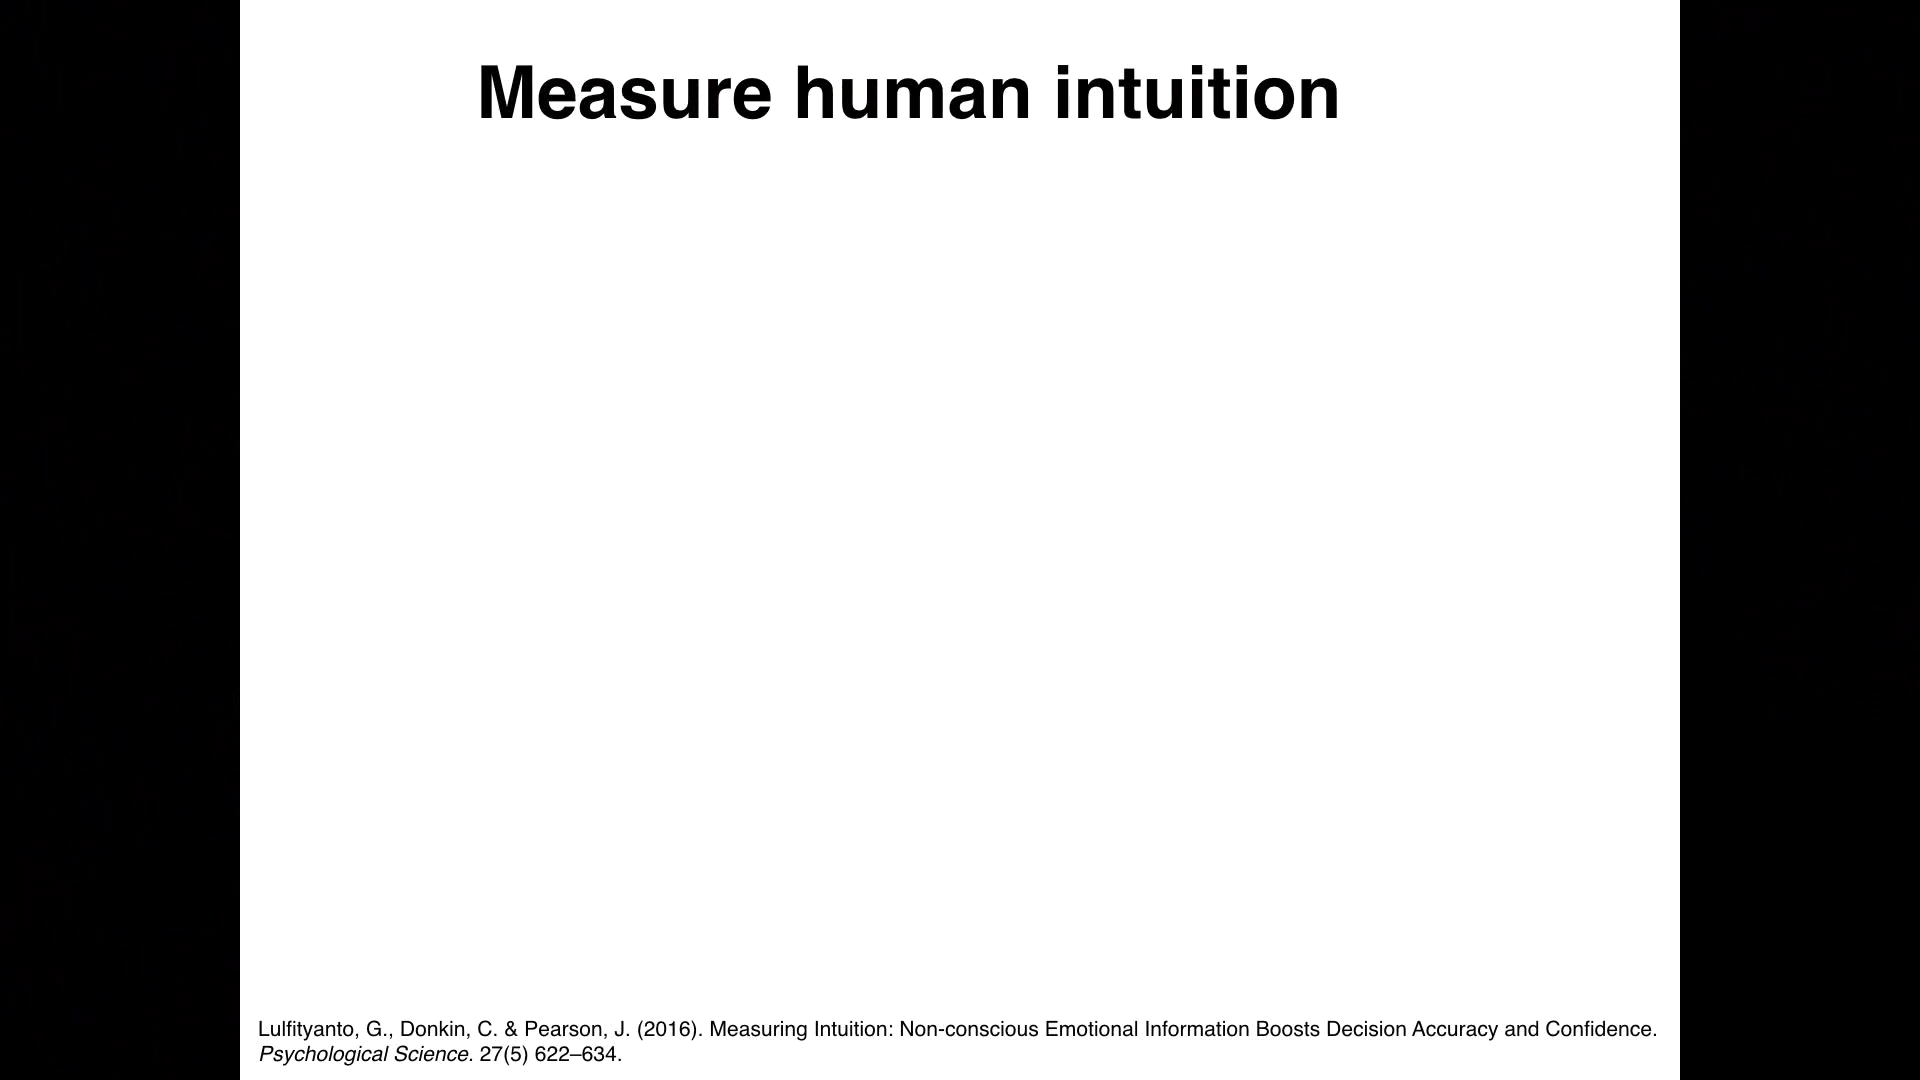 Measure human intuition
Lulfityanto, G., Donkin, C. & Pearson, J. (2016). Measuring Intuition: Non-conscious Emotional Information Boosts Decision Accuracy and Confidence.
Psychological Science. 27(5) 622–634.